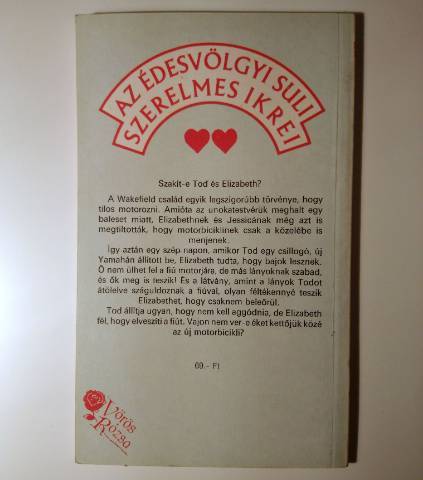 AZ ÉDESVÖLGYI SULI
SZERELMES IKREI
Szakít-e Tod és Elizabeth?
A Wakefield család egyik legszigorúbb törvénye, hogy
tilos motorozni. Amióta az unokatestvérük meghalt egy
baleset miatt, Elizabethnek és Jessicának még azt is
megtiltották, hogy motorbiciklinek csak a közelébe is
menjenek.
Így aztán egy szép napon, amikor Tod egy csillogó, új
Yamahán állított be, Elizabeth tudta, hogy bajok lesznek.
Ő nem ülhet fel a fiú motorjára, de más lányuknak szabad,
és ők meg is teszik! És a látvány, amint a lányok Todot
átölelve száguldoznak a fiúval, olyan féltékennyé teszik
Elizabethet, hogy csaknem beleőrül.
Tod állítja ugyan, hogy nem kell aggódnia, de Elizabeth
fél, hogy elveszíti a fiút. Vajon nem ver-e éket kettőjük közé
az új motorbicikli?
69.- Ft
Vörös
Rózsa